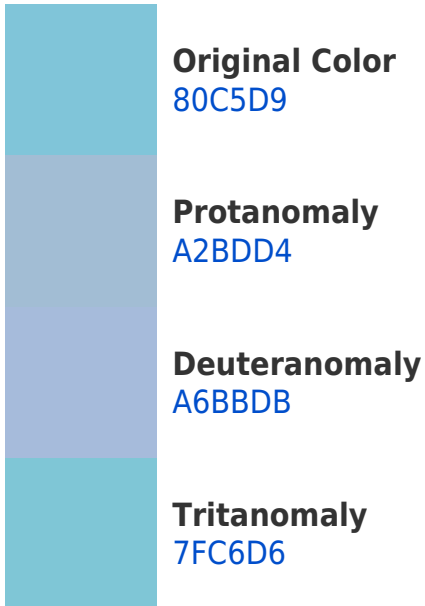 Original Color
80C5D9
Protanomaly
A2BDD4
Deuteranomaly
A6BBDB
Tritanomaly
7FC6D6